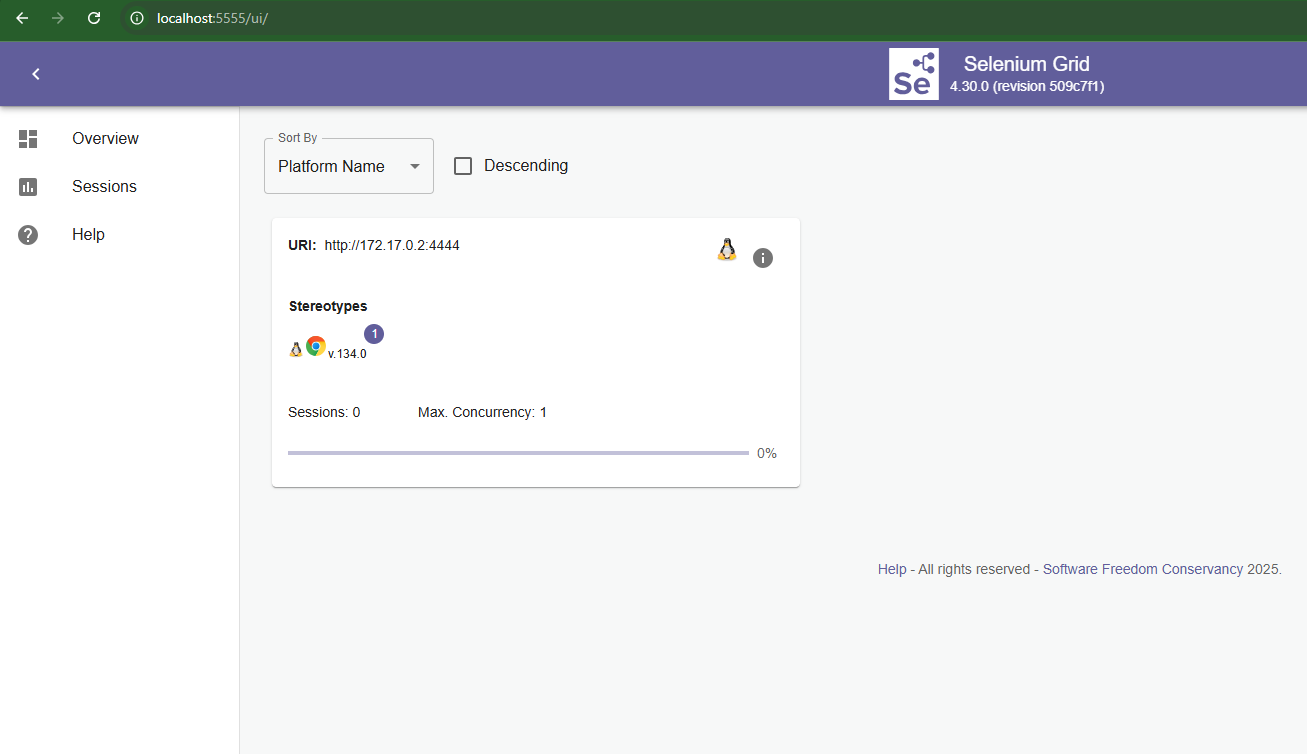 localhost:5555/ui/
Se
Selenium Grid
4.30.0 (revision 509c7f1)
Overview
Sessions
Help
Sort By
Platform Name
Descending
URI: http://172.17.0.2:4444
Stereotypes
1
v.134.0
Sessions: 0 Max. Concurrency: 1
0%
Help - All rights reserved - Software Freedom Conservancy 2025.